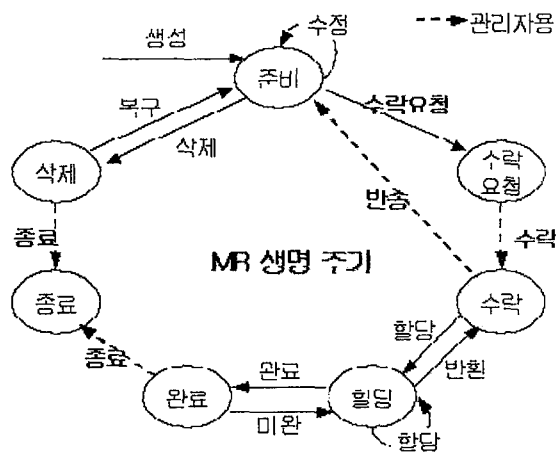 생성
수정
관리자용
준비
복구
삭제
수락요청
삭제
수락
요청
반송
종료
수락
MR 생명 주기
종료
수락
할당
반환
종료
완료
완료
미완
할당
할당